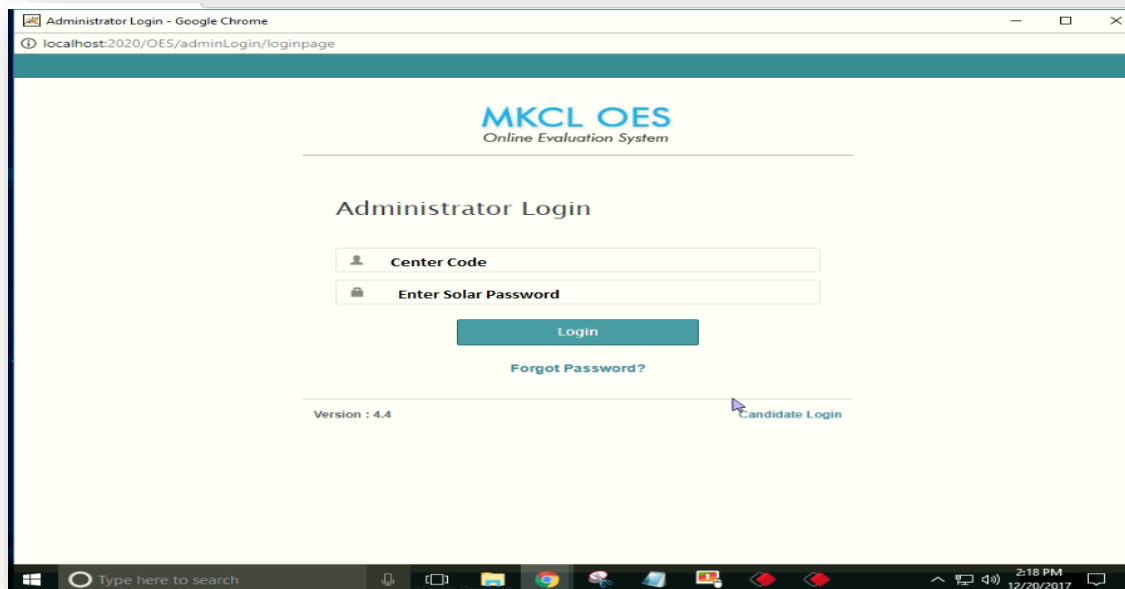 Administrator Login - Google Chrome
localhost:2020/OES/adminLogin/loginpage
MKCL OES
Online Evaluation System
Administrator Login
Center Code
Enter Solar Password
Login
Forgot Password?
Version : 4.4
Candidate Login
Type here to search
2:18 PM
12/20/2017